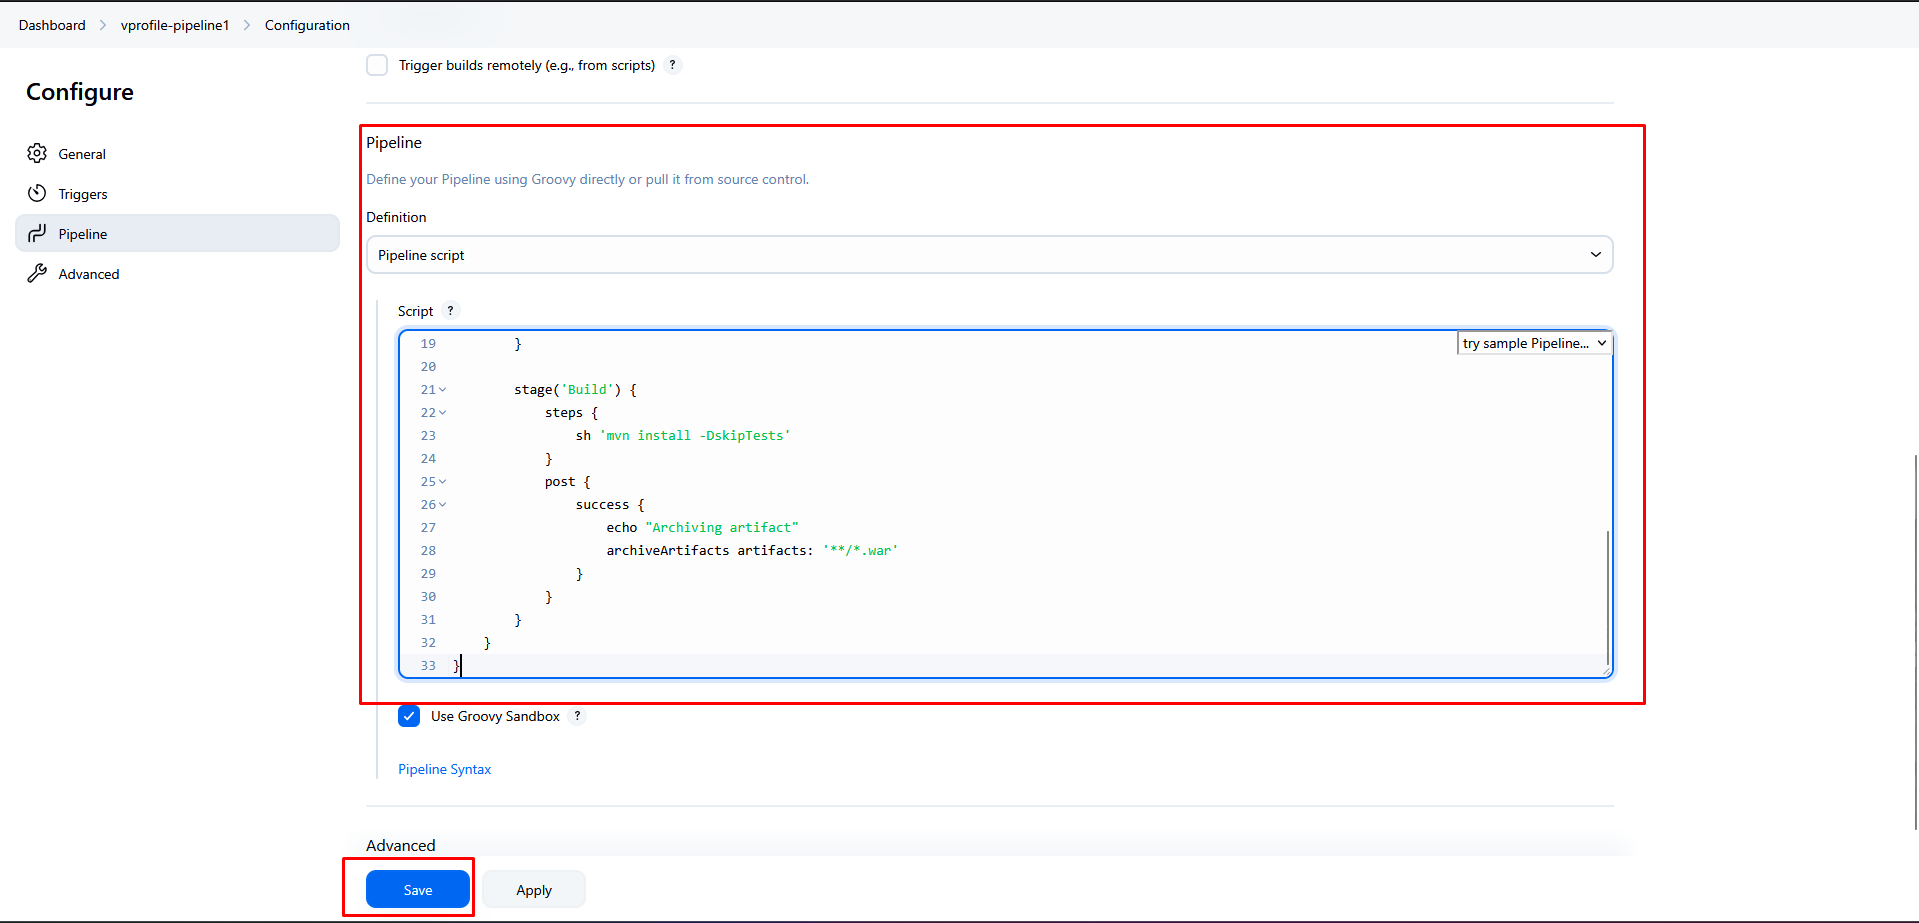 Dashboard > vprofile-pipeline1 > Configuration
Configure
General
Triggers
Pipeline
Advanced
Trigger builds remotely (e.g., from scripts) ?
Pipeline
Define your Pipeline using Groovy directly or pull it from source control.
Definition
Pipeline script
Script ?
try sample Pipeline...
19         }
20
21         stage('Build') {
22             steps {
23                 sh 'mvn install -DskipTests'
24             }
25             post {
26                 success {
27                     echo "Archiving artifact"
28                     archiveArtifacts artifacts: '**/*.war'
29                 }
30             }
31         }
32     }
33 }
Use Groovy Sandbox ?
Pipeline Syntax
Advanced
Save
Apply